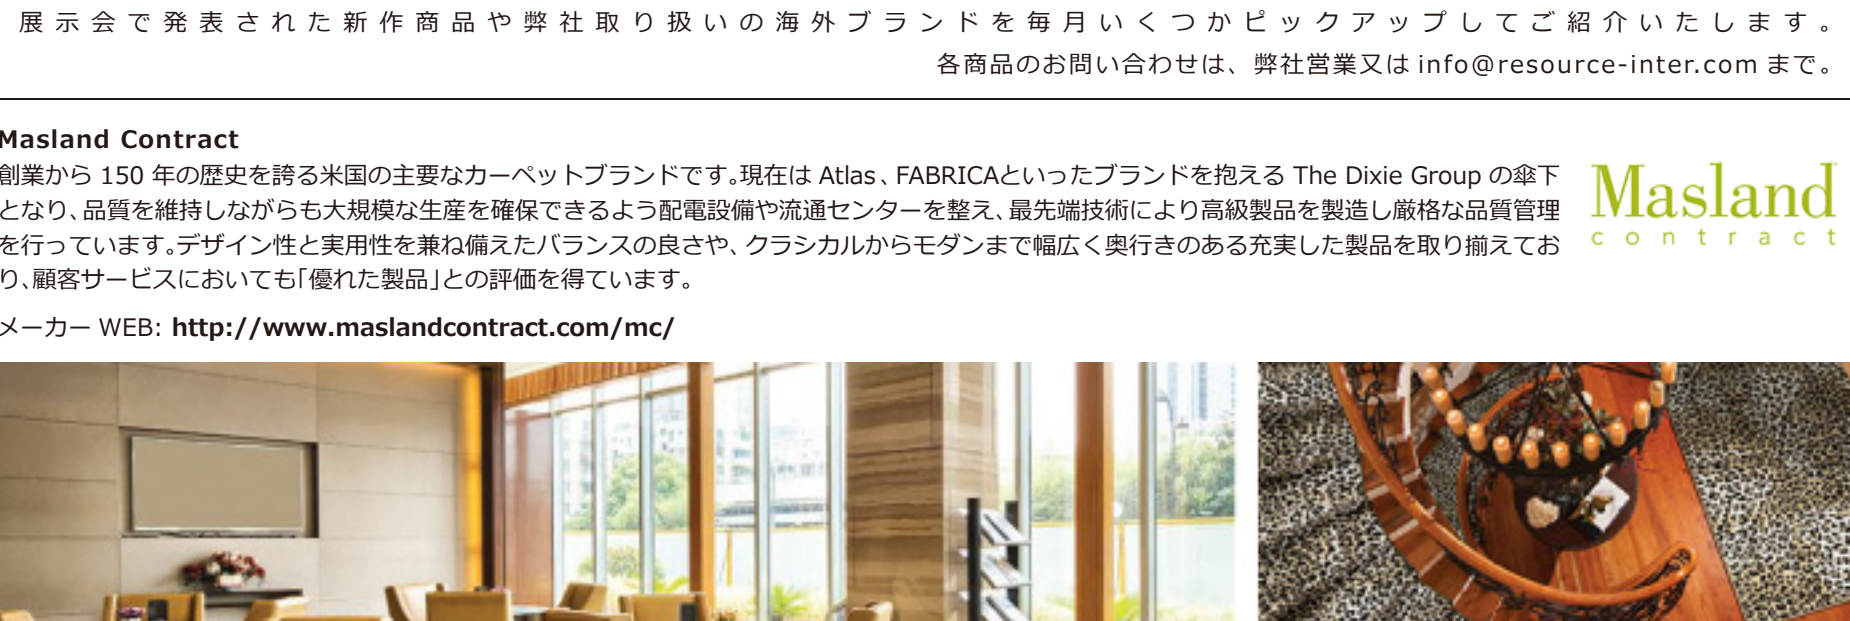 展示会で発表された新作商品や弊社取り扱いの海外ブランドを毎月いくつかピックアップしてご紹介いたします。
各商品のお問い合わせは、弊社営業又は info@resource-inter.com まで。
Masland Contract
創業から 150 年の歴史を誇る米国の主要なカーペットブランドです。現在は Atlas、FABRICAといったブランドを抱える The Dixie Group の傘下
となり、品質を維持しながらも大規模な生産を確保できるよう配電設備や流通センターを整え、最先端技術により高級製品を製造し厳格な品質管理
を行っています。デザイン性と実用性を兼ね備えたバランスの良さや、クラシカルからモダンまで幅広く奥行きのある充実した製品を取り揃えてお
り、顧客サービスにおいても「優れた製品」との評価を得ています。
Masland
contract
メーカー WEB: http://www.maslandcontract.com/mc/